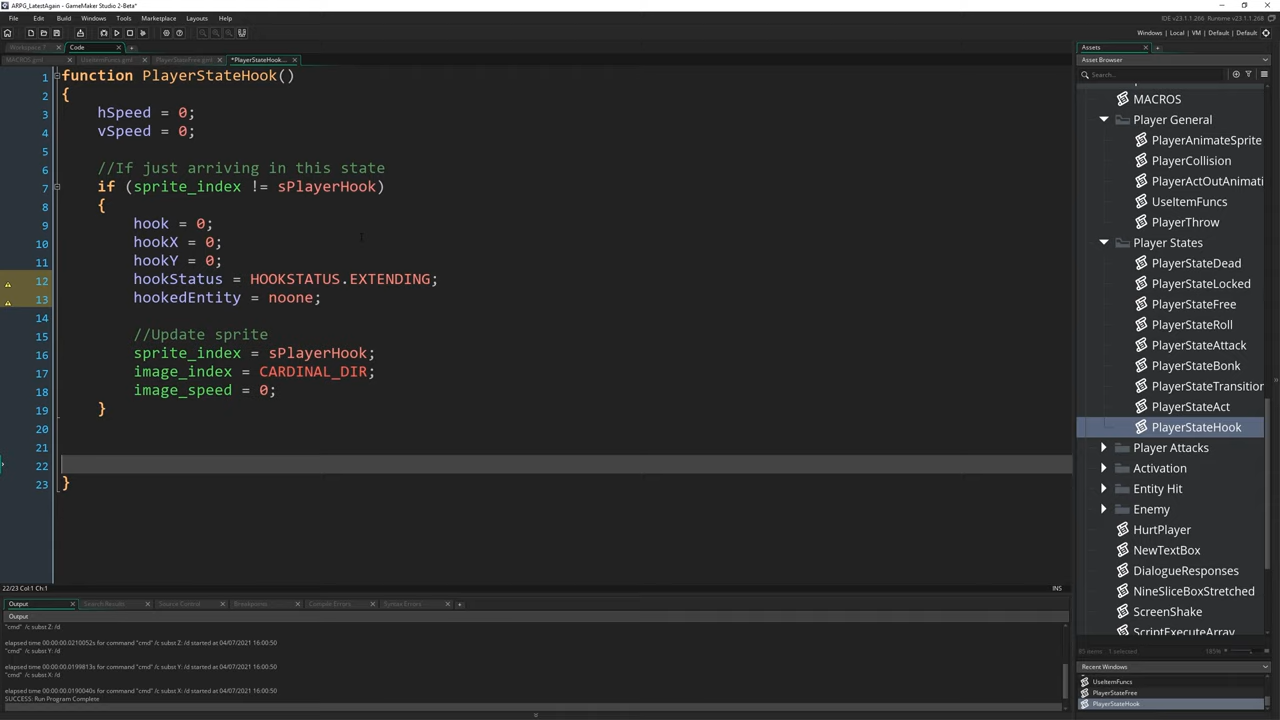 ARPG_LatestAgain - GameMaker Studio 2-Beta*
File Edit Build Windows Tools Marketplace Layouts Help
IDE v23.1.1.266 Runtime v23.1.1.268
Windows | Local | VM | Default | Default
Workspace 1 Code
MACROS.gml UseItemFuncs.gml PlayerStateFree.gml *PlayerStateHook...
1 function PlayerStateHook()
2 {
3 hSpeed = 0;
4 vSpeed = 0;
5
6 //If just arriving in this state
7 if (sprite_index != sPlayerHook)
8 {
9 hook = 0;
10 hookX = 0;
11 hookY = 0;
12 hookStatus = HOOKSTATUS.EXTENDING;
13 hookedEntity = noone;
14
15 //Update sprite
16 sprite_index = sPlayerHook;
17 image_index = CARDINAL_DIR;
18 image_speed = 0;
19 }
20
21
22
23 }
22/23 Col:1 Ch:1 INS
Output Search Results Source Control Breakpoints Compile Errors Syntax Errors
Output
"cmd" /c subst Z: /d
elapsed time 00:00:00.0210052s for command "cmd" /c subst Z: /d started at 04/07/2021 16:00:50
"cmd" /c subst Y: /d
elapsed time 00:00:00.0199813s for command "cmd" /c subst Y: /d started at 04/07/2021 16:00:50
"cmd" /c subst X: /d
elapsed time 00:00:00.0190040s for command "cmd" /c subst X: /d started at 04/07/2021 16:00:50
SUCCESS: Run Program Complete
Assets
Asset Browser
Search...
MACROS
Player General
PlayerAnimateSprite
PlayerCollision
PlayerActOutAnimati
UseItemFuncs
PlayerThrow
Player States
PlayerStateDead
PlayerStateLocked
PlayerStateFree
PlayerStateRoll
PlayerStateAttack
PlayerStateBonk
PlayerStateTransition
PlayerStateAct
PlayerStateHook
Player Attacks
Activation
Entity Hit
Enemy
HurtPlayer
NewTextBox
DialogueResponses
NineSliceBoxStretched
ScreenShake
ScriptExecuteArray
1 selected 185%
Recent Windows
UseItemFuncs
PlayerStateFree
PlayerStateHook